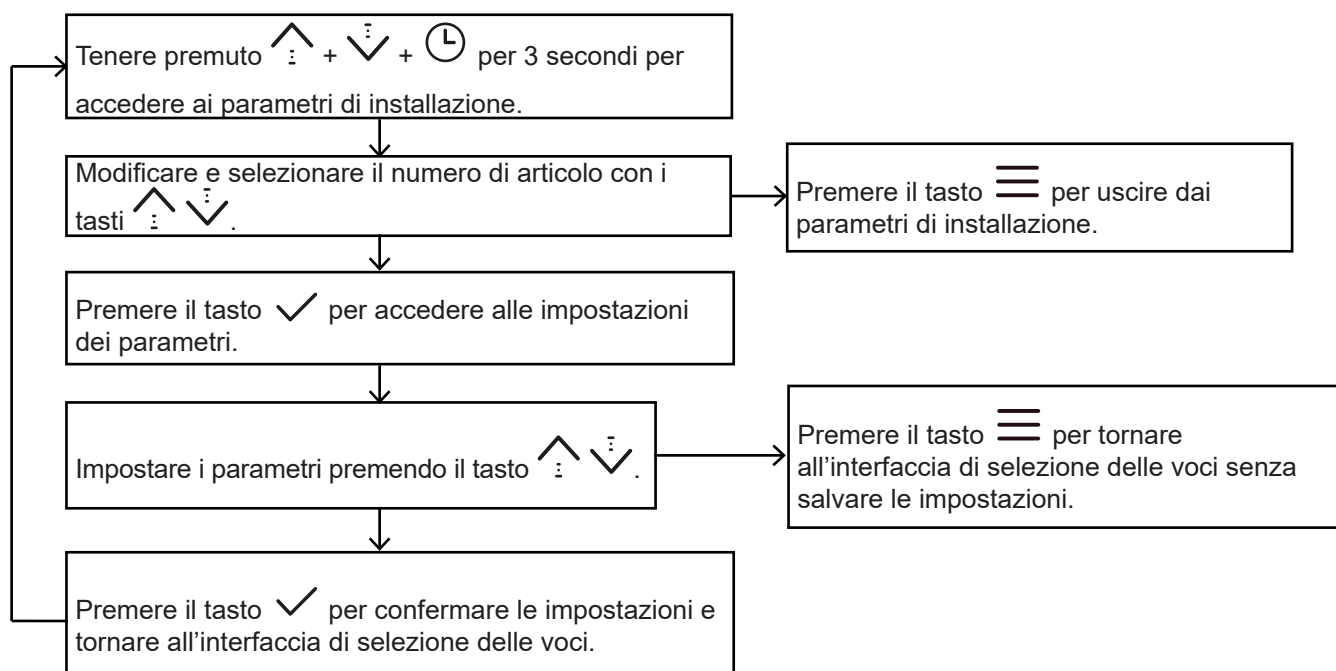 Tenere premuto + + per 3 secondi per
accedere ai parametri di installazione.
Modificare e selezionare il numero di articolo con i
tasti .
Premere il tasto per uscire dai
parametri di installazione.
Premere il tasto per accedere alle impostazioni
dei parametri.
Impostare i parametri premendo il tasto .
Premere il tasto per tornare
all'interfaccia di selezione delle voci senza
salvare le impostazioni.
Premere il tasto per confermare le impostazioni e
tornare all'interfaccia di selezione delle voci.